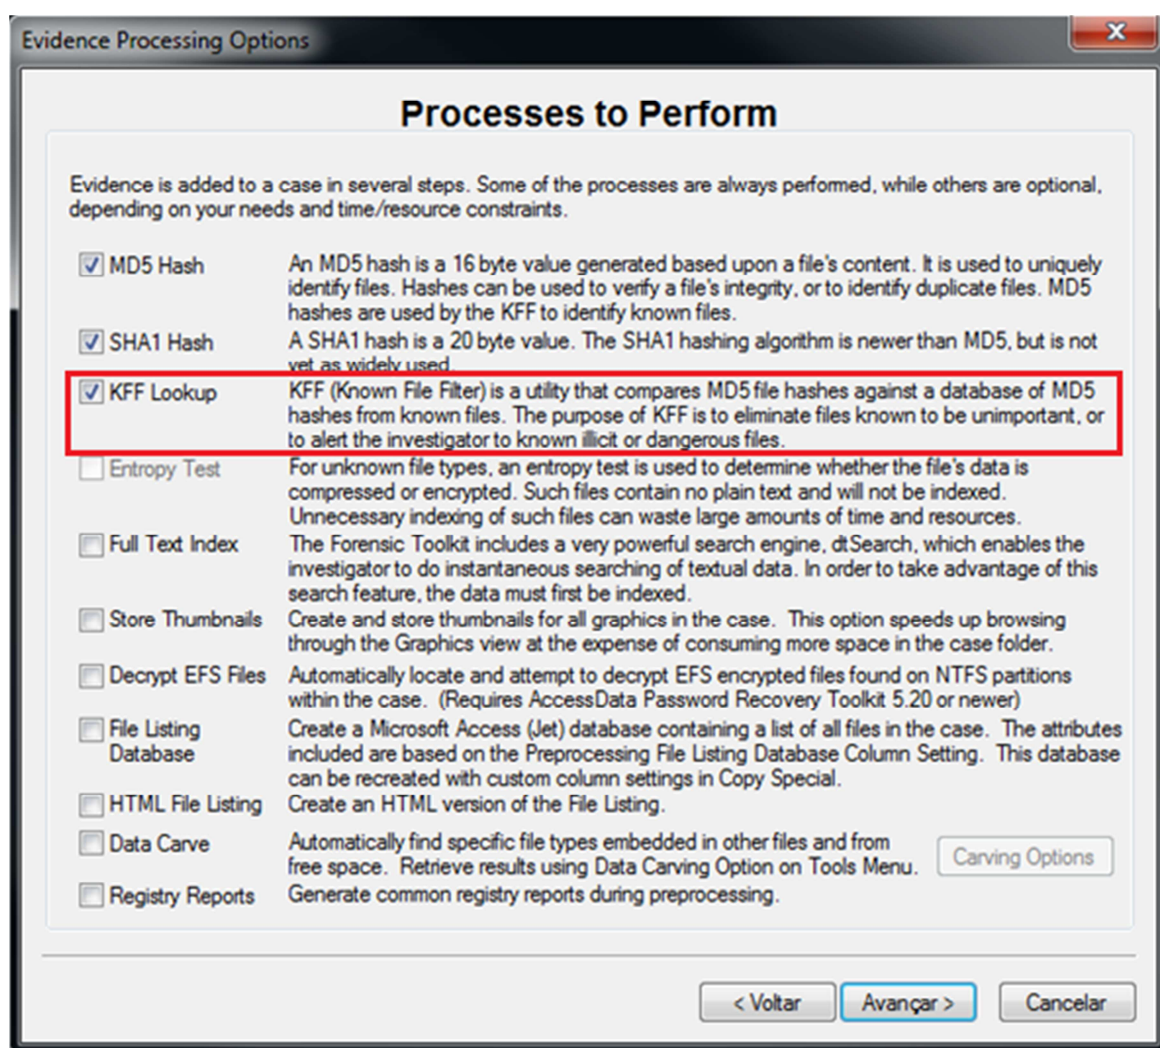 Evidence Processing Options
Processes to Perform
Evidence is added to a case in several steps. Some of the processes are always performed, while others are optional,
depending on your needs and time/resource constraints.
MD5 Hash
An MD5 hash is a 16 byte value generated based upon a file's content. It is used to uniquely
identify files. Hashes can be used to verify a file's integrity, or to identify duplicate files. MD5
hashes are used by the KFF to identify known files.
SHA1 Hash
A SHA1 hash is a 20 byte value. The SHA1 hashing algorithm is newer than MD5, but is not
yet as widely used.
KFF Lookup
KFF (Known File Filter) is a utility that compares MD5 file hashes against a database of MD5
hashes from known files. The purpose of KFF is to eliminate files known to be unimportant, or
to alert the investigator to known illicit or dangerous files.
Entropy Test
For unknown file types, an entropy test is used to determine whether the file's data is
compressed or encrypted. Such files contain no plain text and will not be indexed.
Unnecessary indexing of such files can waste large amounts of time and resources.
Full Text Index
The Forensic Toolkit includes a very powerful search engine, dtSearch, which enables the
investigator to do instantaneous searching of textual data. In order to take advantage of this
search feature, the data must first be indexed.
Store Thumbnails
Create and store thumbnails for all graphics in the case. This option speeds up browsing
through the Graphics view at the expense of consuming more space in the case folder.
Decrypt EFS Files
Automatically locate and attempt to decrypt EFS encrypted files found on NTFS partitions
within the case. (Requires AccessData Password Recovery Toolkit 5.20 or newer)
File Listing
Database
Create a Microsoft Access (Jet) database containing a list of all files in the case. The attributes
included are based on the Preprocessing File Listing Database Column Setting. This database
can be recreated with custom column settings in Copy Special.
HTML File Listing
Create an HTML version of the File Listing.
Data Carve
Automatically find specific file types embedded in other files and from
free space. Retrieve results using Data Carving Option on Tools Menu.
Carving Options
Registry Reports
Generate common registry reports during preprocessing.
< Voltar
Avançar >
Cancelar